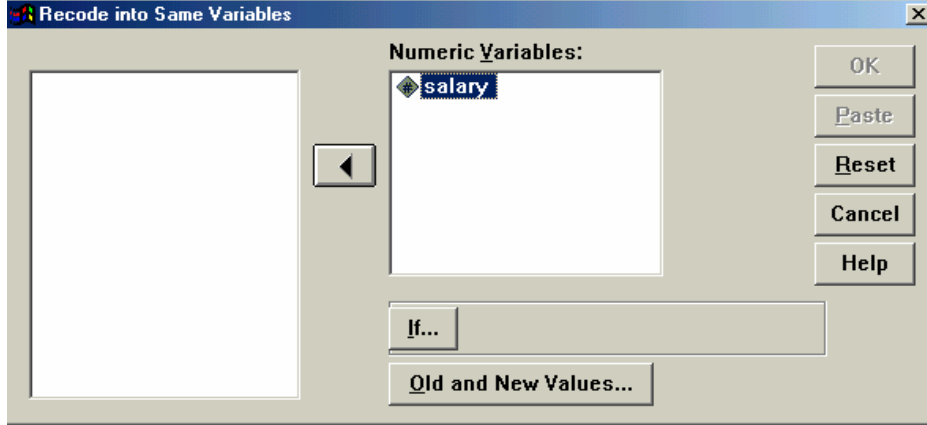 Recode into Same Variables
Numeric Variables:
# salary
OK
Paste
Reset
Cancel
Help
If...
Old and New Values...